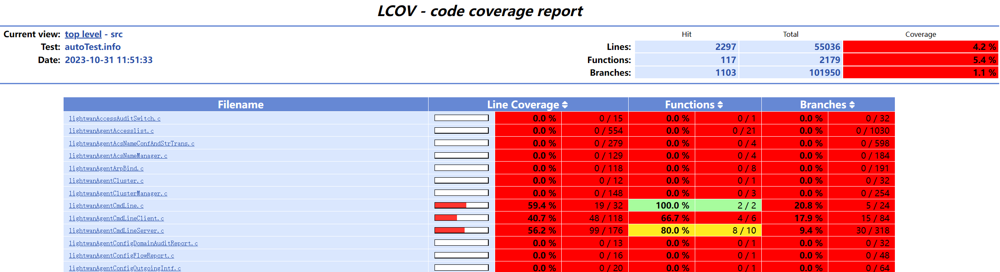 LCOV - code coverage report
Current view: top level - src
Test: autoTest.info
Date: 2023-10-31 11:51:33
Hit Total Coverage
Lines: 2297 55036 4.2 %
Functions: 117 2179 5.4 %
Branches: 1103 101950 1.1 %
Filename Line Coverage Functions Branches
lightwanAccessAuditSwitch.c 0.0 % 0 / 15 0.0 % 0 / 1 0.0 % 0 / 32
lightwanAgentAccesslist.c 0.0 % 0 / 554 0.0 % 0 / 21 0.0 % 0 / 1030
lightwanAgentAcsNameConfAndStrTrans.c 0.0 % 0 / 279 0.0 % 0 / 4 0.0 % 0 / 598
lightwanAgentAcsNameManager.c 0.0 % 0 / 129 0.0 % 0 / 4 0.0 % 0 / 184
lightwanAgentArpBind.c 0.0 % 0 / 118 0.0 % 0 / 8 0.0 % 0 / 191
lightwanAgentCluster.c 0.0 % 0 / 12 0.0 % 0 / 1 0.0 % 0 / 32
lightwanAgentClusterManager.c 0.0 % 0 / 148 0.0 % 0 / 3 0.0 % 0 / 254
lightwanAgentCmdLine.c 59.4 % 19 / 32 100.0 % 2 / 2 20.8 % 5 / 24
lightwanAgentCmdLineClient.c 40.7 % 48 / 118 66.7 % 4 / 6 17.9 % 15 / 84
lightwanAgentCmdLineServer.c 56.2 % 99 / 176 80.0 % 8 / 10 9.4 % 30 / 318
lightwanAgentConfigDomainAuditReport.c 0.0 % 0 / 13 0.0 % 0 / 1 0.0 % 0 / 32
lightwanAgentConfigFlowReport.c 0.0 % 0 / 16 0.0 % 0 / 1 0.0 % 0 / 48
lightwanAgentConfigOutgoingIntf.c 0.0 % 0 / 20 0.0 % 0 / 1 0.0 % 0 / 64